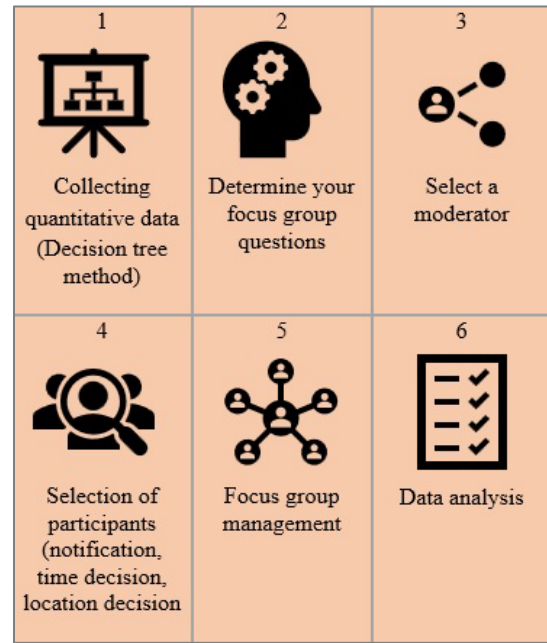 1
Collecting
quantitative data
(Decision tree
method)
2
Determine your
focus group
questions
3
Select a
moderator
4
Selection of
participants
(notification,
time decision,
location decision
5
Focus group
management
6
Data analysis